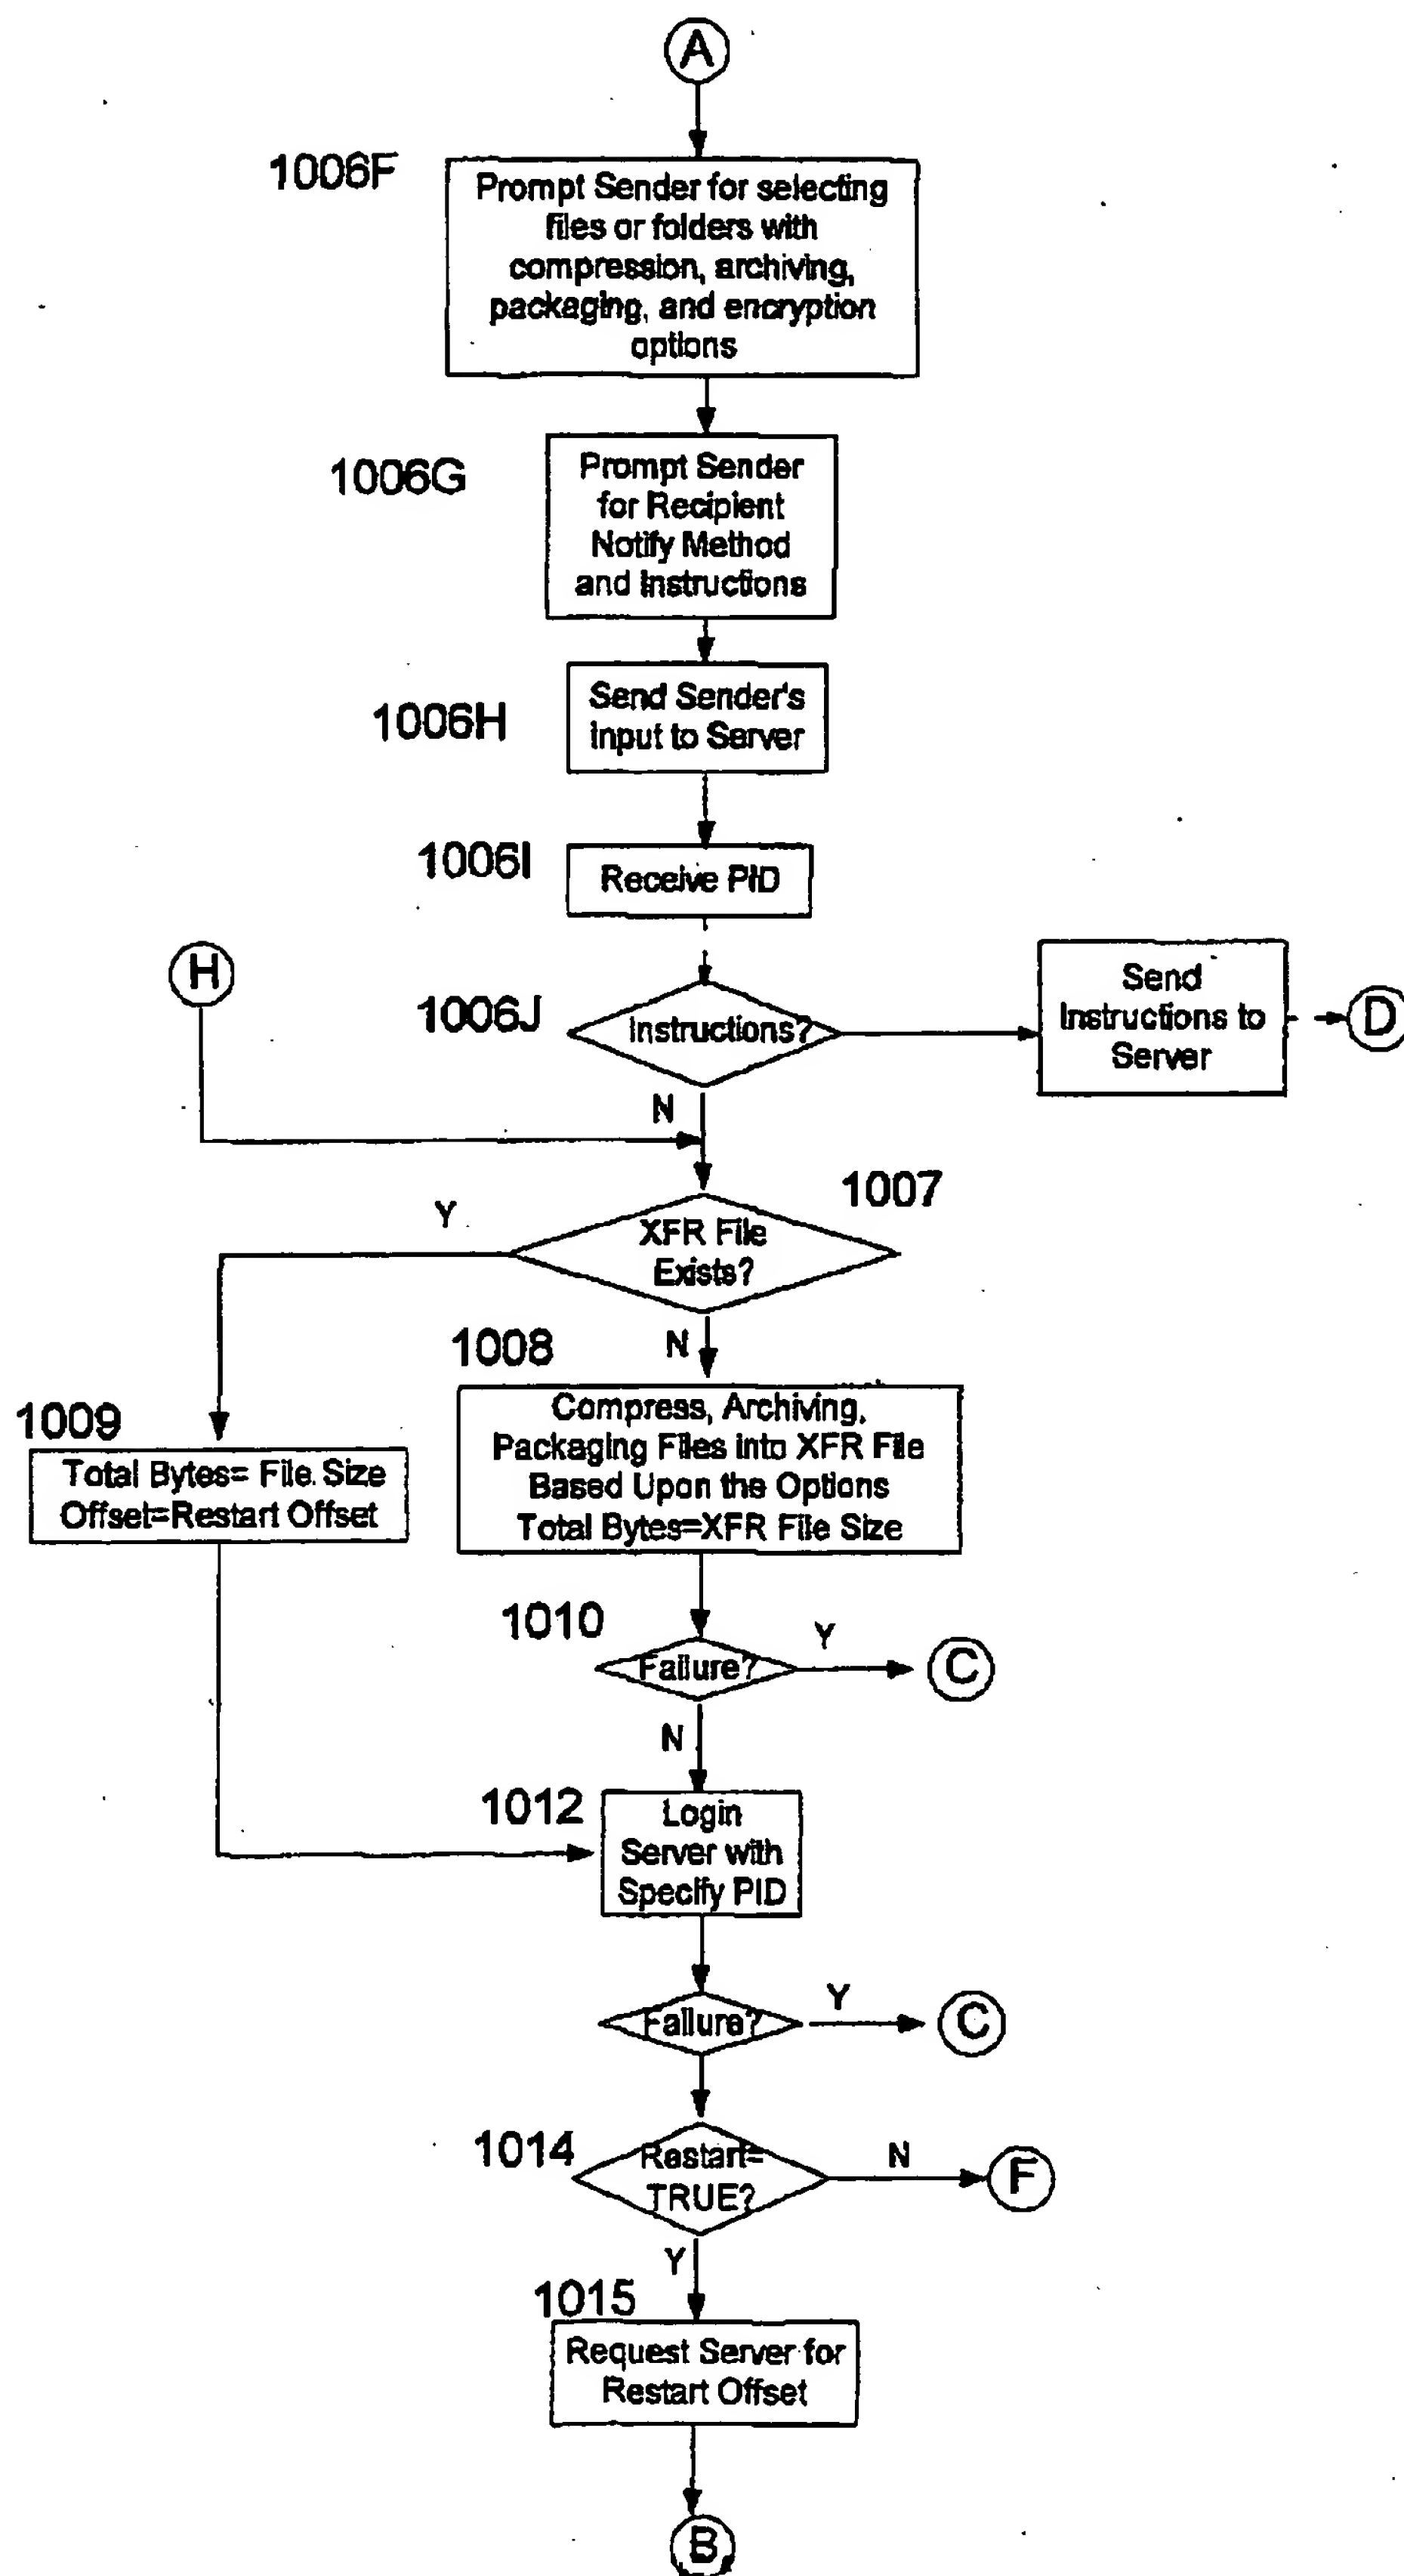 A
1006F
Prompt Sender for selecting
files or folders with
compression, archiving,
packaging, and encryption
options
1006G
Prompt Sender
for Recipient
Notify Method
and Instructions
1006H
Send Sender's
Input to Server
1006I
Receive PID
H
1006J
Instructions?
Send
Instructions to
Server
D
N
1007
Y
XFR File
Exists?
1008
N
1009
Total Bytes= File Size
Offset=Restart Offset
Compress, Archiving,
Packaging Files into XFR File
Based Upon the Options
Total Bytes=XFR File Size
1010
Failure?
Y
C
N
1012
Login
Server with
Specify PID
Failure?
Y
C
1014
Restart=
TRUE?
N
F
Y
1015
Request Server for
Restart Offset
B